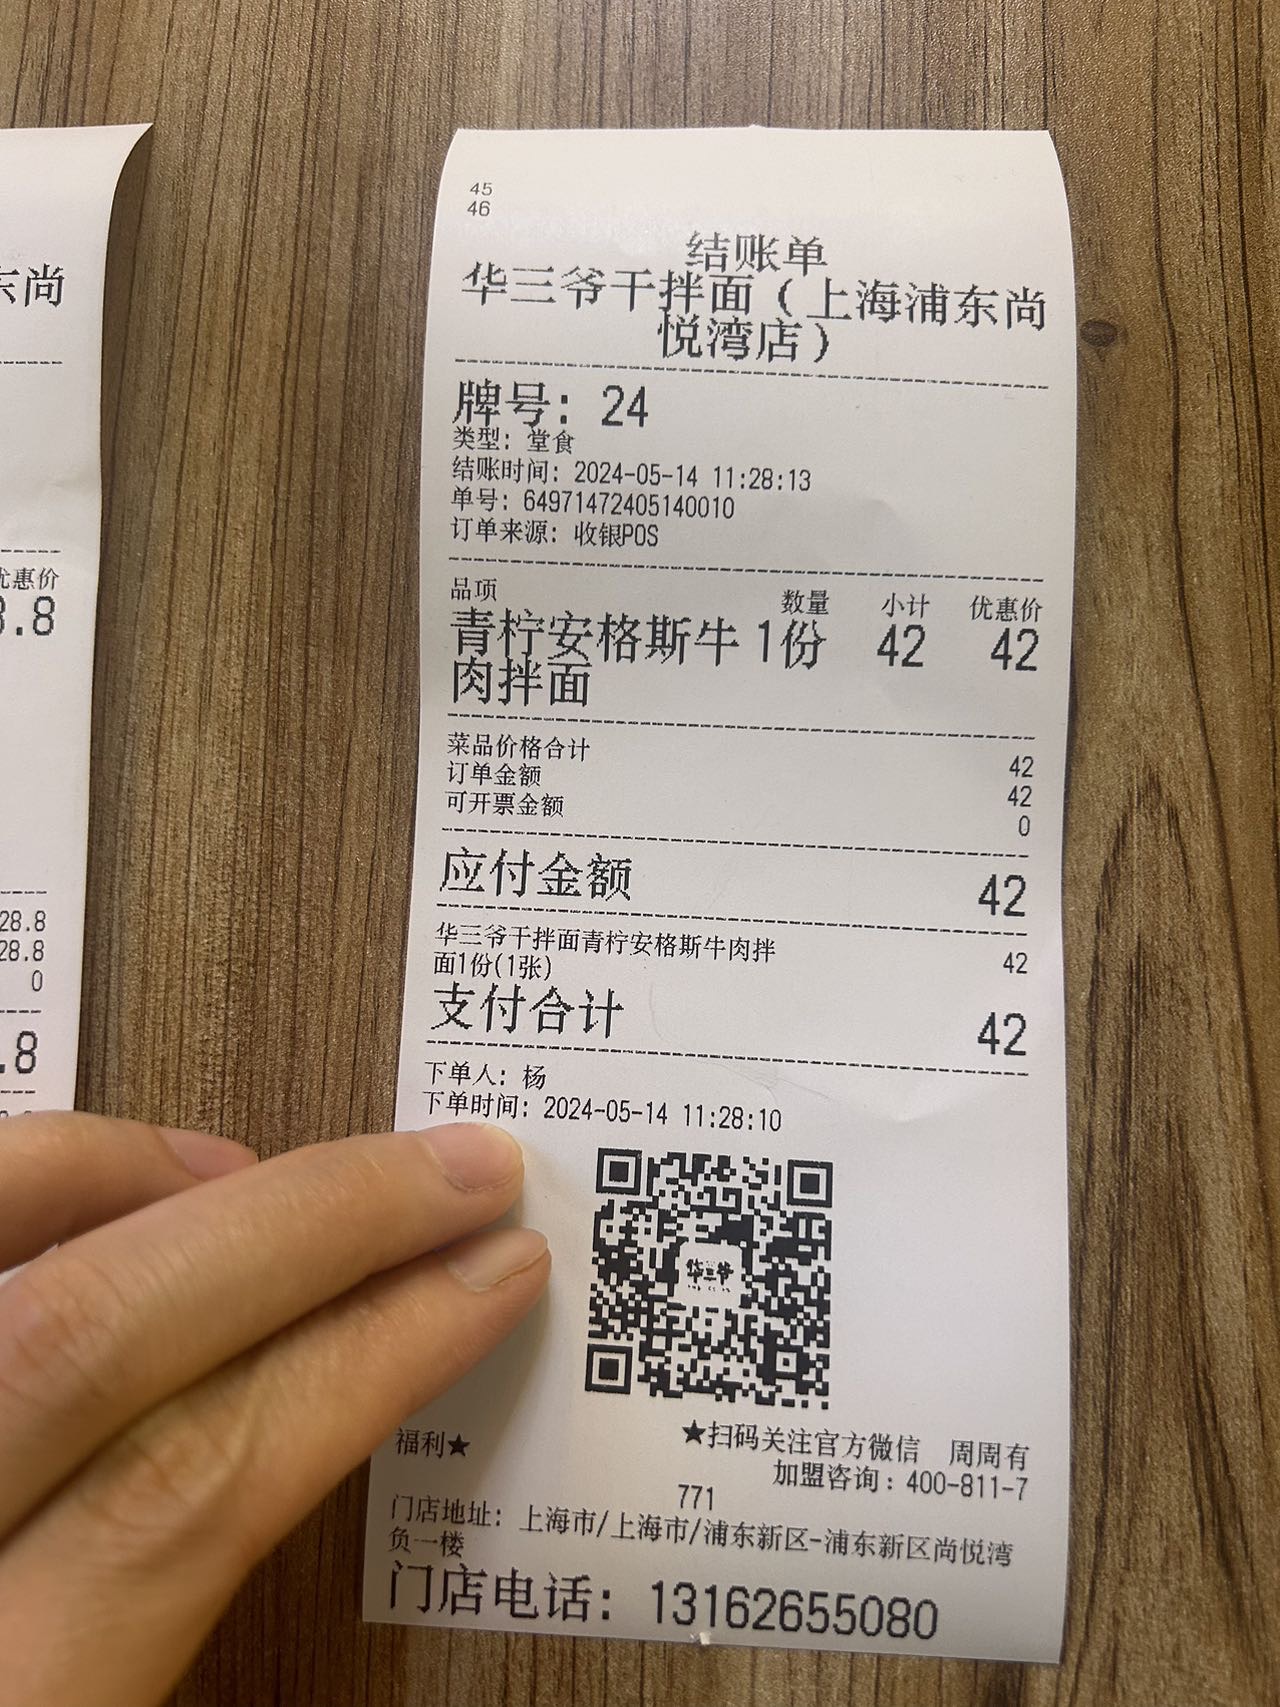 东尚
优惠价
.8
28.8
28.8
0
.8
45
46
结账单
华三爷干拌面(上海浦东尚
悦湾店)
牌号: 24
类型: 堂食
结账时间: 2024-05-14 11:28:13
单号: 64971472405140010
订单来源: 收银POS
品项 数量 小计 优惠价
青柠安格斯牛 1份 42 42
肉拌面
菜品价格合计 42
订单金额 42
可开票金额 0
应付金额 42
华三爷干拌面青柠安格斯牛肉拌 42
面1份(1张)
支付合计 42
下单人: 杨
下单时间: 2024-05-14 11:28:10
华三爷
★扫码关注官方微信 周周有
福利★
加盟咨询: 400-811-7
771
门店地址: 上海市/上海市/浦东新区-浦东新区尚悦湾
负一楼
门店电话: 13162655080